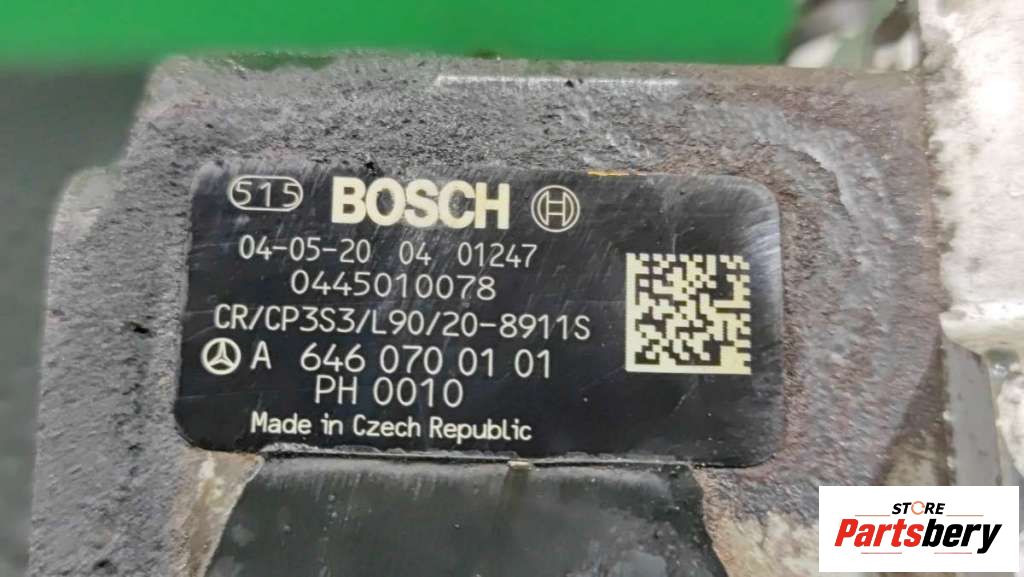 515 BOSCH
04-05-20 04 01247
0445010078
CR/CP3S3/L90/20-8911S
A 646 070 01 01
PH 0010
Made in Czech Republic
STORE
Partsbery